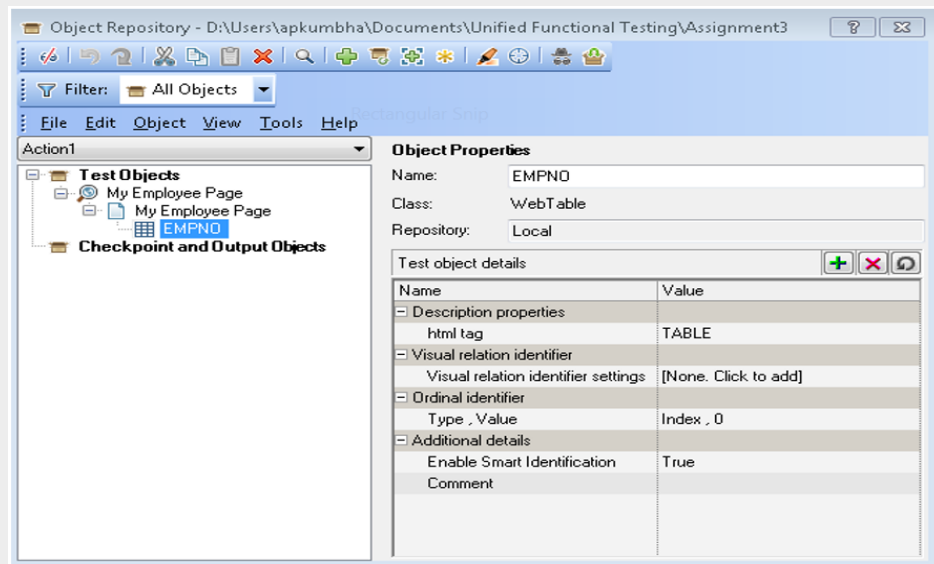 Object Repository - D:\Users\apkumbha\Documents\Unified Functional Testing\Assignment3
Filter: All Objects
Rectangular Snip
File Edit Object View Tools Help
Action1
Test Objects
My Employee Page
My Employee Page
EMPNO
Checkpoint and Output Objects
Object Properties
Name: EMPNO
Class: WebTable
Repository: Local
Test object details
Name Value
Description properties
html tag TABLE
Visual relation identifier
Visual relation identifier settings [None. Click to add]
Ordinal identifier
Type , Value Index , 0
Additional details
Enable Smart Identification True
Comment